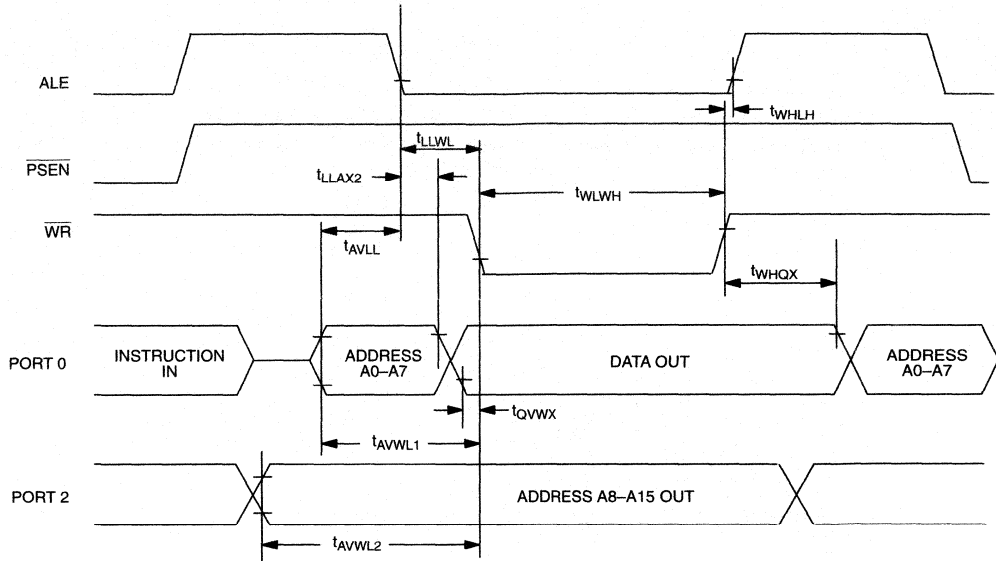 ALE
tWHLH
PSEN
tLLWL
tLLAX2
tWLWH
WR
tAVLL
tWHQX
PORT 0
INSTRUCTION
IN
ADDRESS
A0–A7
DATA OUT
ADDRESS
A0–A7
tQVWX
tAVWL1
PORT 2
ADDRESS A8–A15 OUT
tAVWL2